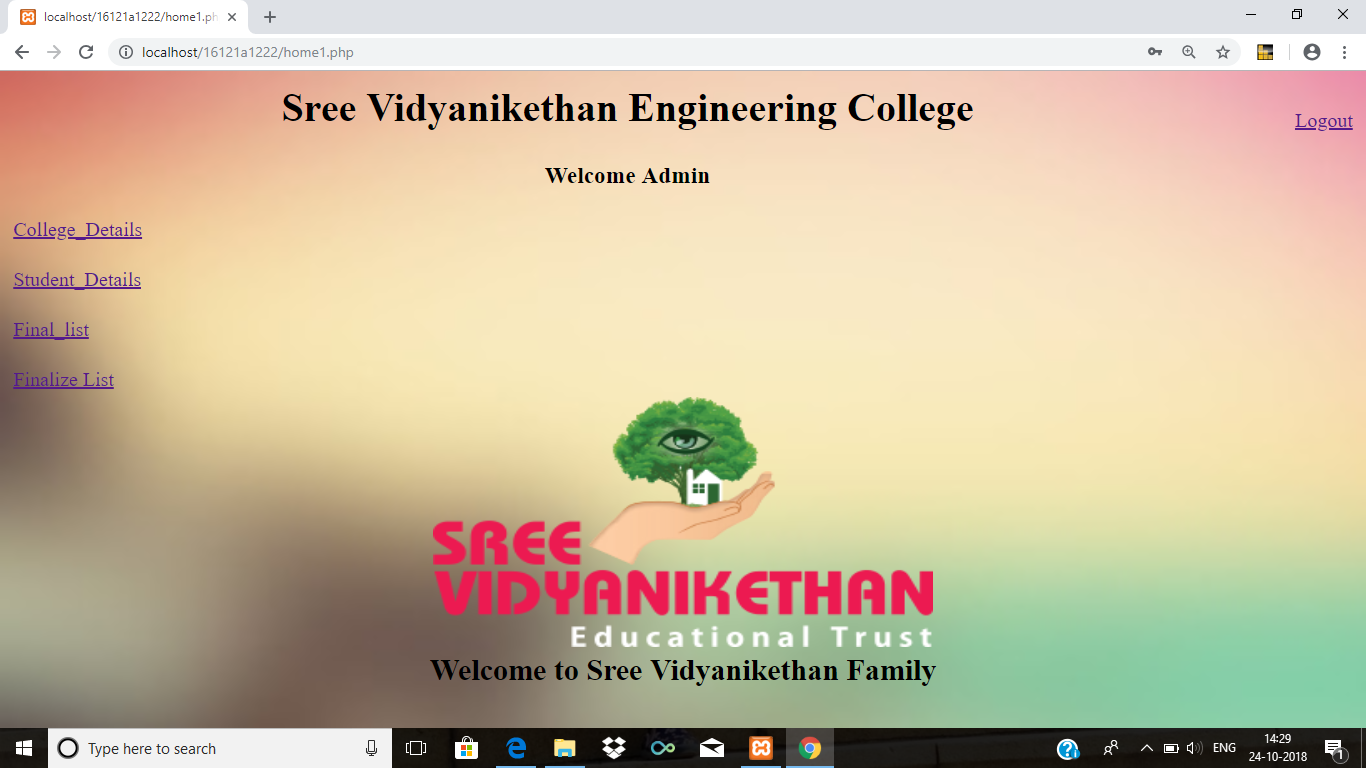 localhost/16121a1222/home1.ph
localhost/16121a1222/home1.php
Sree Vidyanikethan Engineering College
Logout
Welcome Admin
College_Details
Student_Details
Final_list
Finalize List
SREE
VIDYANIKETHAN
Educational Trust
Welcome to Sree Vidyanikethan Family
Type here to search
ENG
14:29
24-10-2018
1